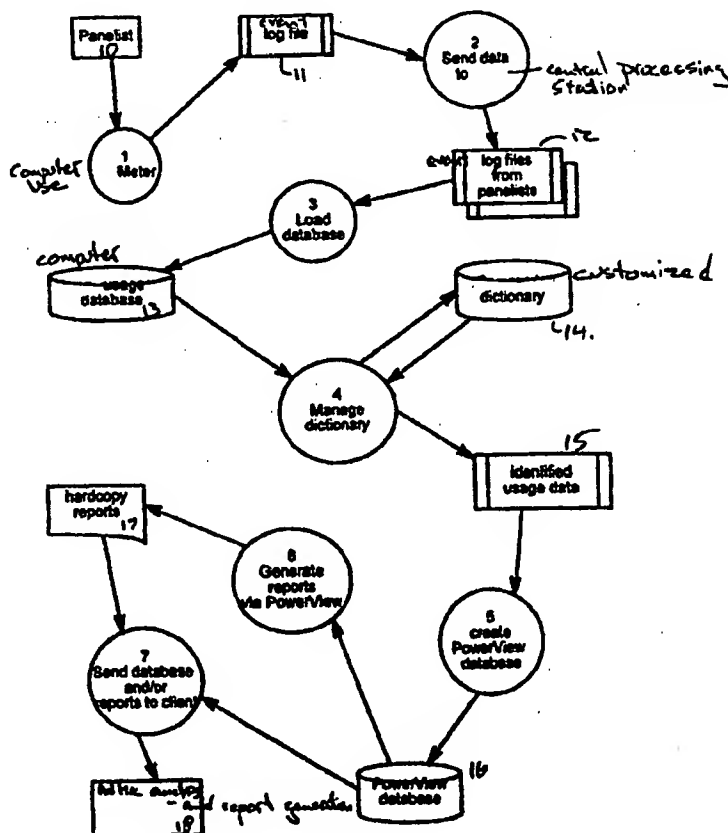 Panelist
10
event
log file
11
2
Send data
to
central processing
station
computer
use
1
Meter
12
log files
from
panelists
3
Load
database
computer
usage
database
13
customized
dictionary
14.
4
Manage
dictionary
15
identified
usage data
hardcopy
reports
17
6
Generate
reports
via PowerView
5
create
PowerView
database
7
Send database
and/or
reports to client
and report generation
18
PowerView
database
16